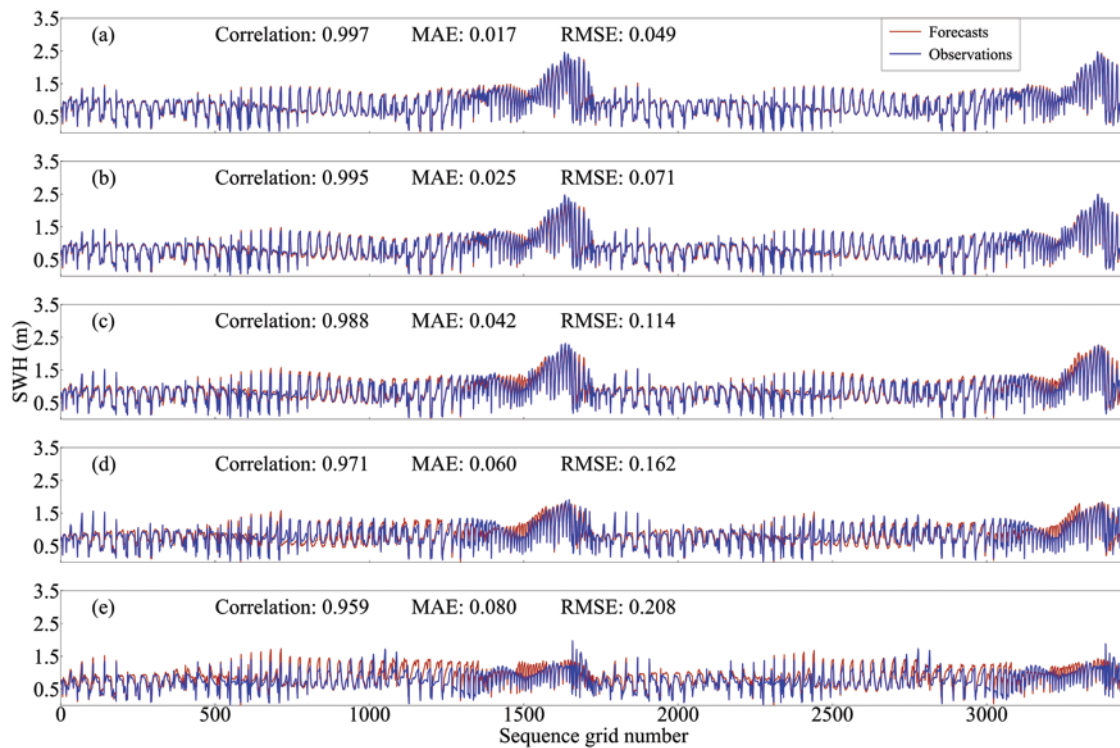 (a) Correlation: 0.997 MAE: 0.017 RMSE: 0.049
Forecasts
Observations
3.5
2.5
1.5
0.5
(b) Correlation: 0.995 MAE: 0.025 RMSE: 0.071
3.5
2.5
1.5
0.5
(c) Correlation: 0.988 MAE: 0.042 RMSE: 0.114
3.5
2.5
1.5
0.5
SWH (m)
(d) Correlation: 0.971 MAE: 0.060 RMSE: 0.162
3.5
2.5
1.5
0.5
(e) Correlation: 0.959 MAE: 0.080 RMSE: 0.208
3.5
2.5
1.5
0.5
0 500 1000 1500 2000 2500 3000
Sequence grid number